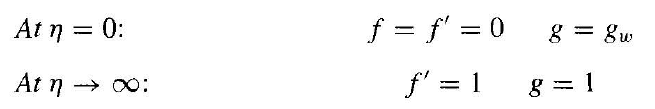 At η = 0: f = f′ = 0 g = g_w
At η → ∞: f′ = 1 g = 1